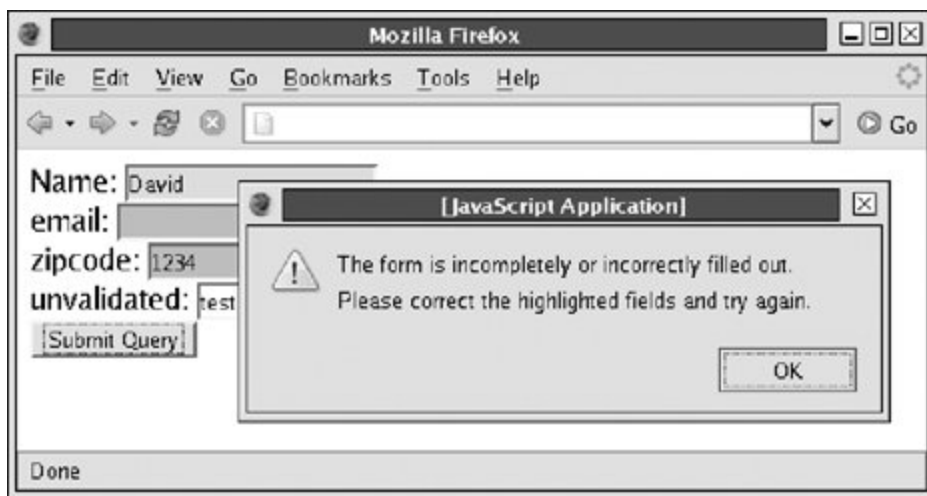 Mozilla Firefox
File Edit View Go Bookmarks Tools Help
Go
Name: David
email:
zipcode: 1234
unvalidated: test
Submit Query
[JavaScript Application]
The form is incompletely or incorrectly filled out.
Please correct the highlighted fields and try again.
OK
Done